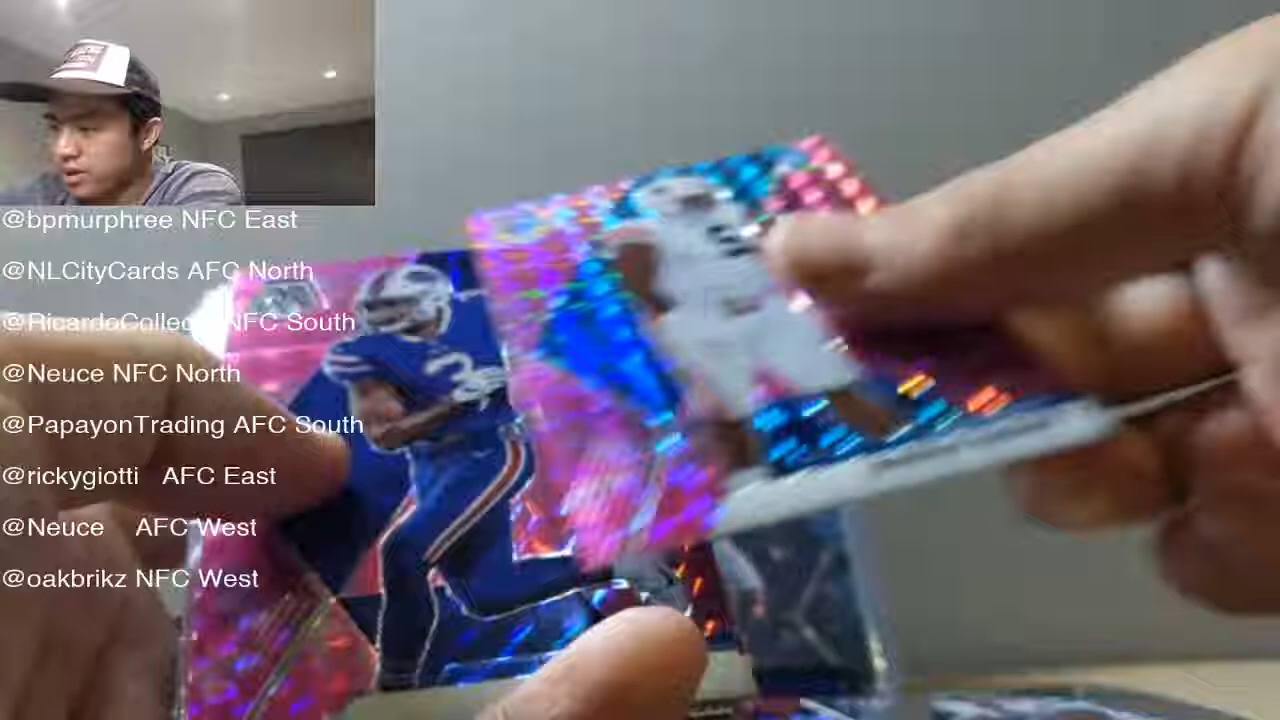 @bpmurphree NFC East
@NLCityCards AFC North
@RicardoCollec NFC South
@Neuce NFC North
@PapayonTrading AFC South
@rickygiotti AFC East
@Neuce AFC West
@oakbrikz NFC West